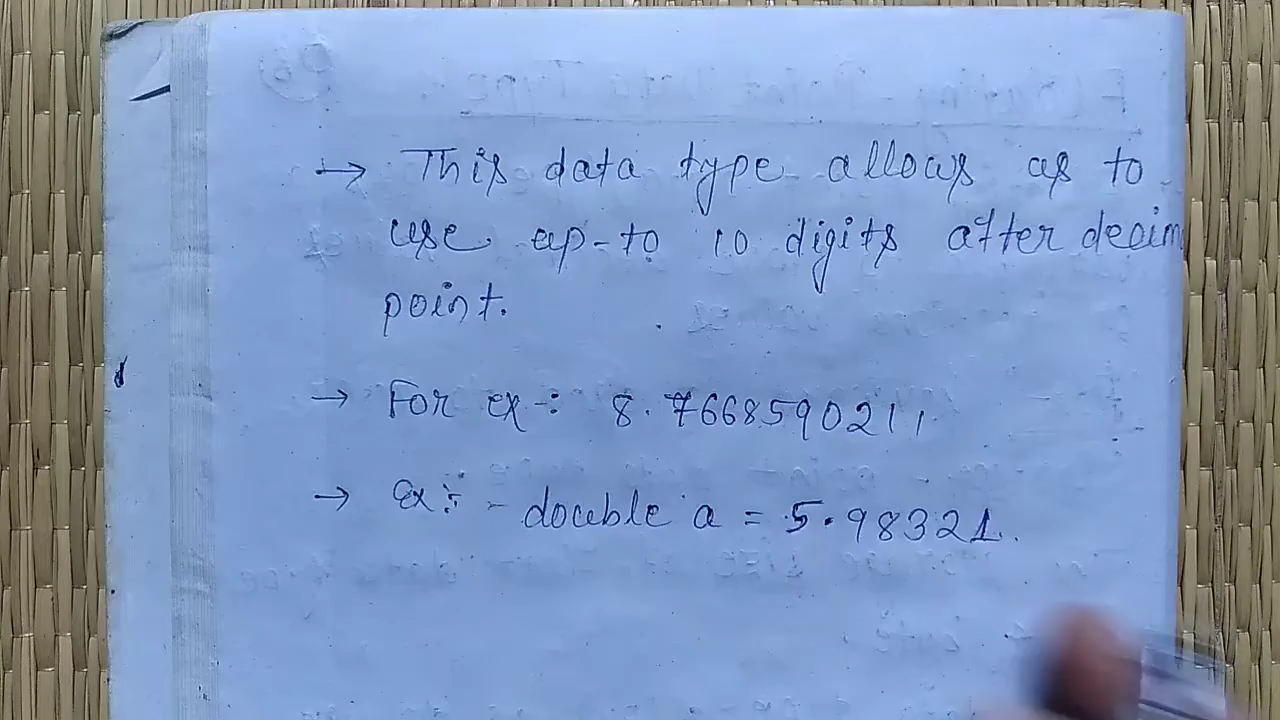 → This data type allows as to
use up-to 10 digits after decim
point.
→ For ex :- 8.7668590211
→ Ex :- double a = 5.98321.